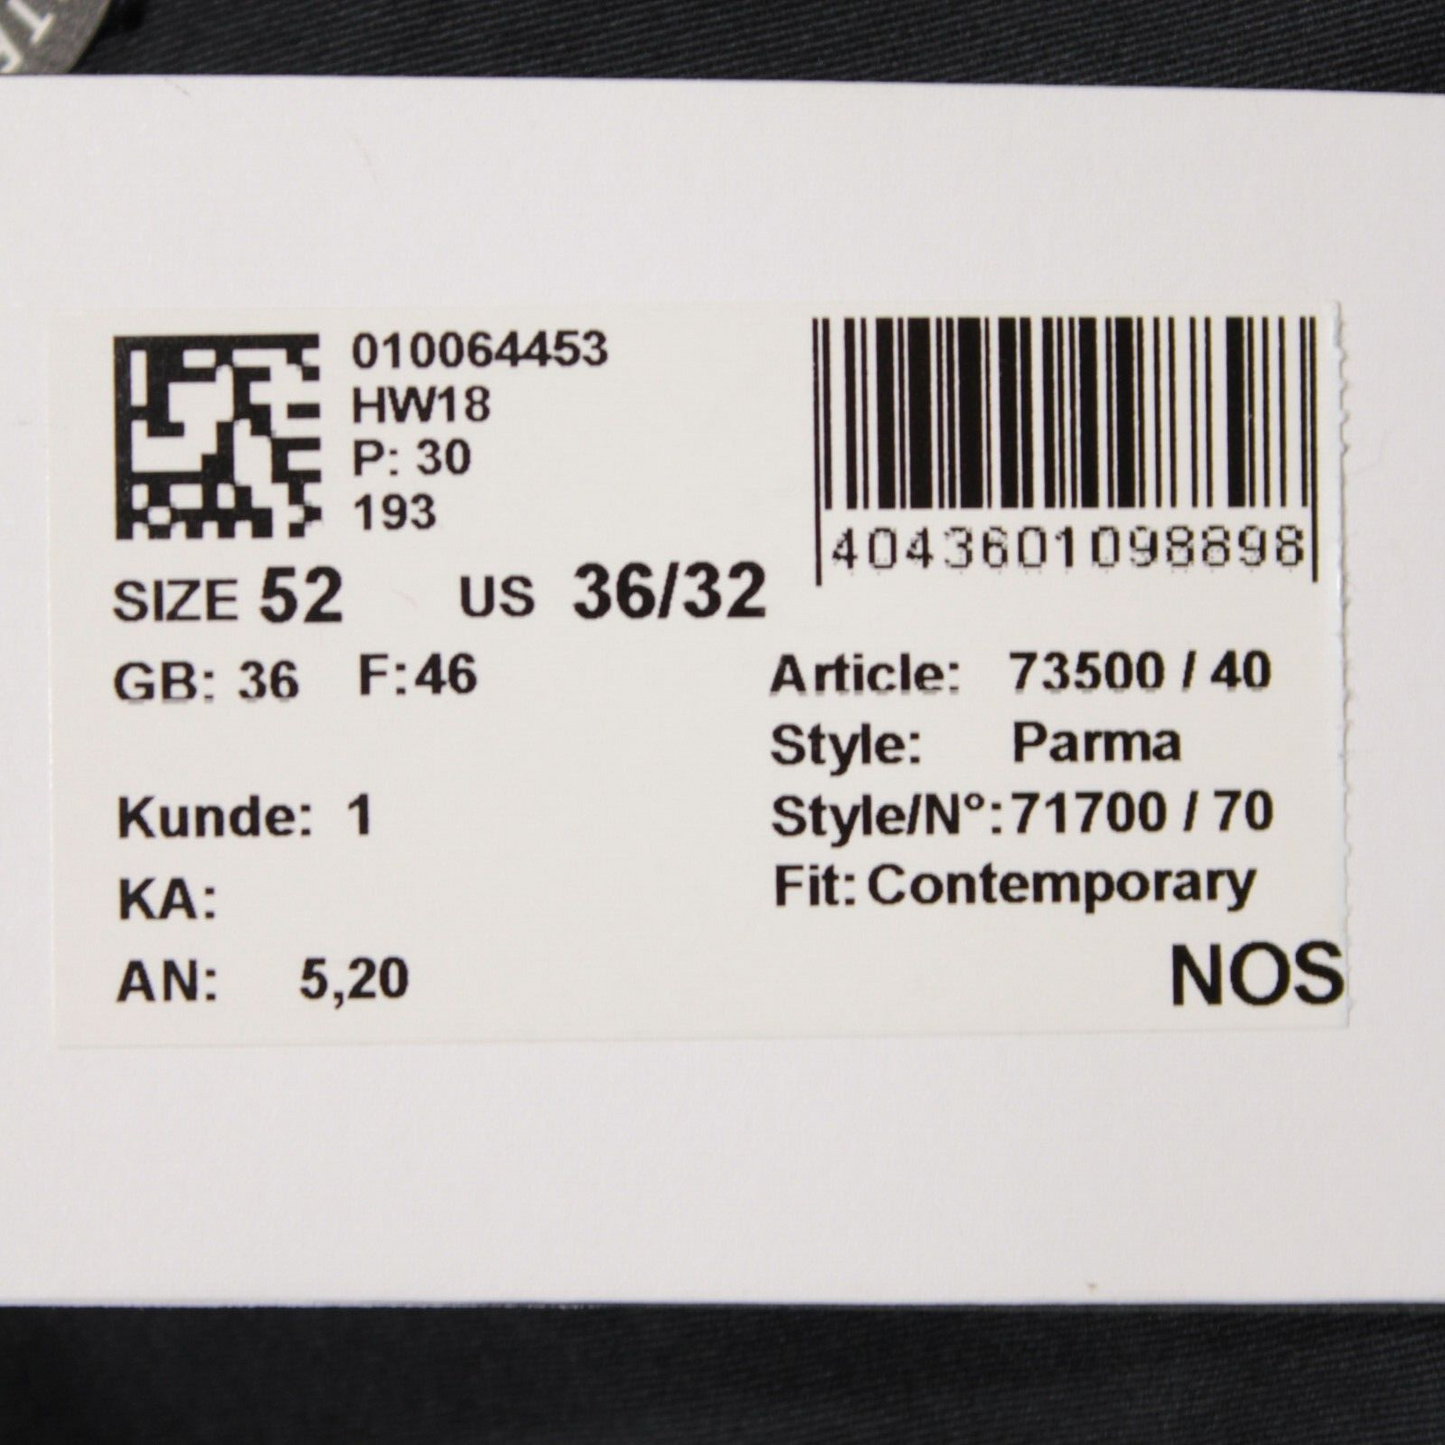 010064453
HW18
P: 30
193
4043601098898
SIZE 52 US 36/32
GB: 36 F:46
Article: 73500 / 40
Style: Parma
Kunde: 1
Style/N°:71700 / 70
KA:
Fit: Contemporary
AN: 5,20
NOS